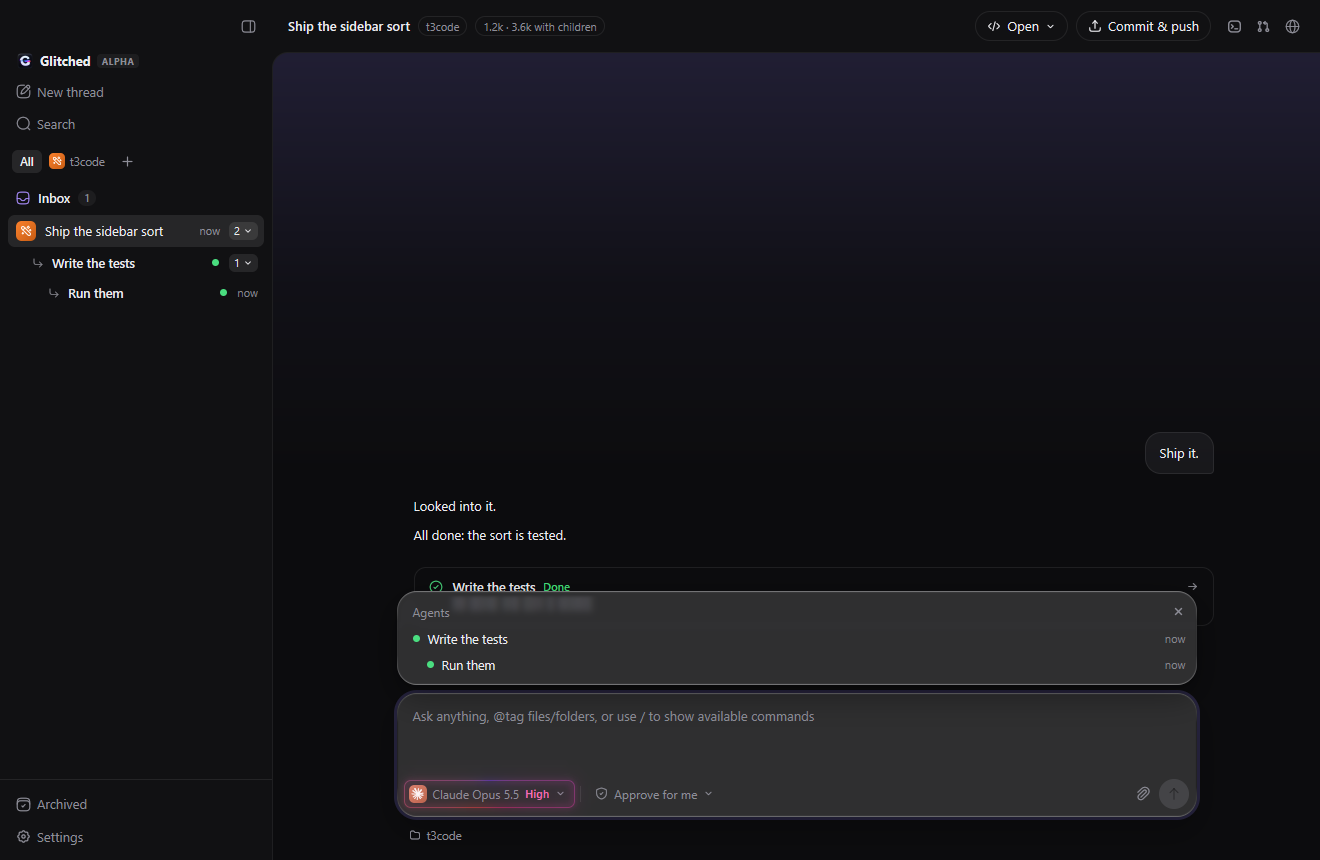 Ship the sidebar sort t3code 1.2k · 3.6k with children Open Commit & push
Glitched ALPHA
New thread
Search
All t3code
Inbox 1
Ship the sidebar sort now 2
Write the tests 1
Run them now
Ship it.
Looked into it.
All done: the sort is tested.
Write the tests Done
Agents
Write the tests now
Run them now
Ask anything, @tag files/folders, or use / to show available commands
Claude Opus 5.5 High Approve for me
t3code
Archived
Settings